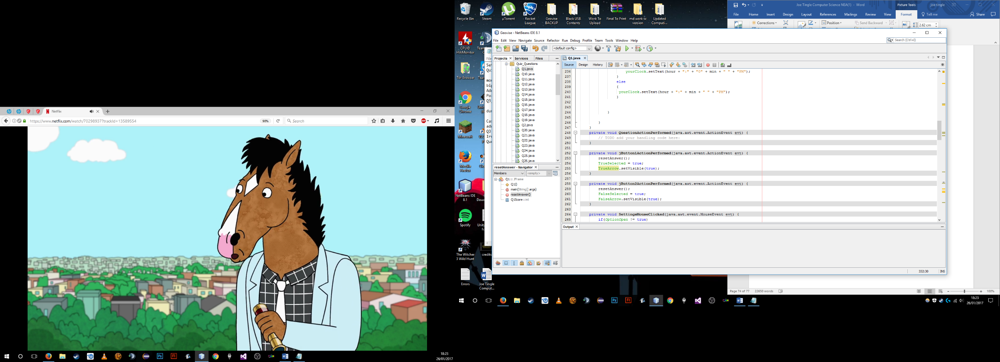 Netflix
https://www.netflix.com/watch/70298937?trackId=13589554
90%
Search
18:23
26/01/2017
Recycle Bin
Steam
µTorrent
Rocket League
Geovise BACKUP
Black USB Contents
Work To Upload
Final To Print
md work sc version
Updated Computi...
CPUID HWMonitor
Tor Browser
Google Chrome
Minecraft
Mozilla Firefox
NetBeans IDE 8.1
Spotify
The Witcher 3 Wild Hunt
credits
Errors
Joe Tingle Comput...
Joe Tingle Computer Science NEA(1) - Word
Picture Tools
joe tingle
File Home Insert Design Layout References Mailings Review View Format Tell me Share
Corrections
Position
Send Backward
2.62 cm
Geovise - NetBeans IDE 8.1
File Edit View Navigate Source Refactor Run Debug Profile Team Tools Window Help
Search (Ctrl+I)
<default config>
Projects Services Files
Quiz_Questions
Q1.java
Q10.java
Q11.java
Q12.java
Q13.java
Q14.java
Q15.java
Q16.java
Q17.java
Q18.java
Q19.java
Q2.java
Q20.java
Q21.java
Q22.java
Q23.java
Q24.java
Q25.java
Q26.java
resetAnswer - Navigator
Members
<empty>
Q1 :: JFrame
Q1()
main(String[] args)
resetAnswer()
Q1Score : int
Q1.java
Source Design History
236 yourClock.setText(hour + ":" + "0" + min + " " + "PM");
237 }
238 else
239 {
240 yourClock.setText(hour + ":" + min + " " + "PM");
241 }
242
243
244 }
245
246 }
247 }
248 private void QuestionActionPerformed(java.awt.event.ActionEvent evt) {
249 // TODO add your handling code here:
250 }
251
252 private void jButton1ActionPerformed(java.awt.event.ActionEvent evt) {
253 resetAnswer();
254 TrueSelected = true;
255 TrueArrow.setVisible(true);
256 }
257
258 private void jButton2ActionPerformed(java.awt.event.ActionEvent evt) {
259 resetAnswer();
260 FalseSelected = true;
261 FalseArrow.setVisible(true);
262 }
263
264 private void SettingsMouseClicked(java.awt.event.MouseEvent evt) {
265 if(OptionOpen != true)
Output
332:30
INS
Page 74 of 77
22650 words
100%
18:23
26/01/2017